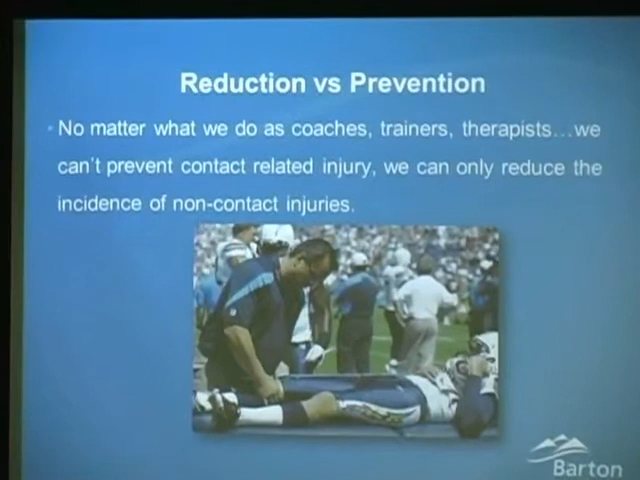 Reduction vs Prevention
• No matter what we do as coaches, trainers, therapists…we
can't prevent contact related injury, we can only reduce the
incidence of non-contact injuries.
Barton